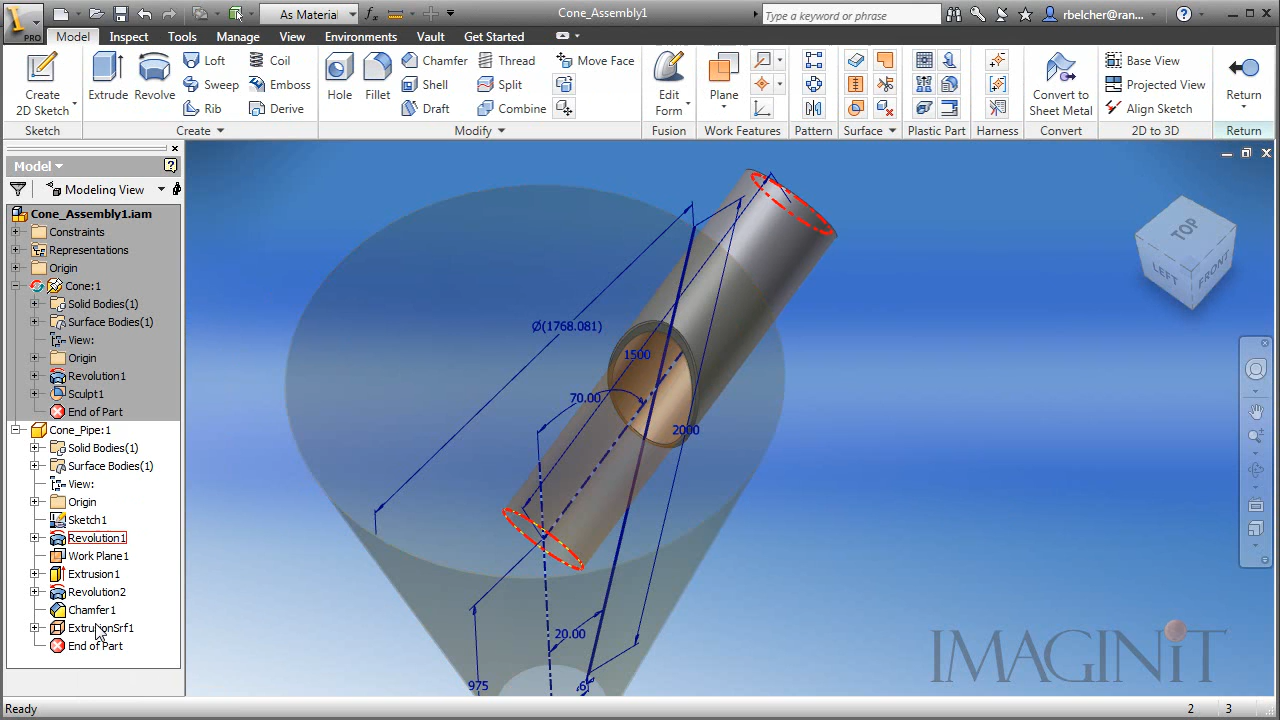 As Material
Cone_Assembly1
Type a keyword or phrase
rbelcher@ran...
PRO
Model Inspect Tools Manage View Environments Vault Get Started
Create 2D Sketch
Extrude
Revolve
Loft
Sweep
Rib
Coil
Emboss
Derive
Hole
Fillet
Chamfer
Shell
Draft
Thread
Split
Combine
Move Face
Edit Form
Plane
Convert to Sheet Metal
Base View
Projected View
Align Sketch
Return
Sketch
Create
Modify
Fusion
Work Features
Pattern
Surface
Plastic Part
Harness
Convert
2D to 3D
Return
Model
Modeling View
Cone_Assembly1.iam
Constraints
Representations
Origin
Cone:1
Solid Bodies(1)
Surface Bodies(1)
View:
Origin
Revolution1
Sculpt1
End of Part
Cone_Pipe:1
Solid Bodies(1)
Surface Bodies(1)
View:
Origin
Sketch1
Revolution1
Work Plane1
Extrusion1
Revolution2
Chamfer1
ExtrusionSrf1
End of Part
Ø(1768.081)
1500
70.00
2000
20.00
975
6
TOP
LEFT
FRONT
IMAGINiT
Ready
2 3